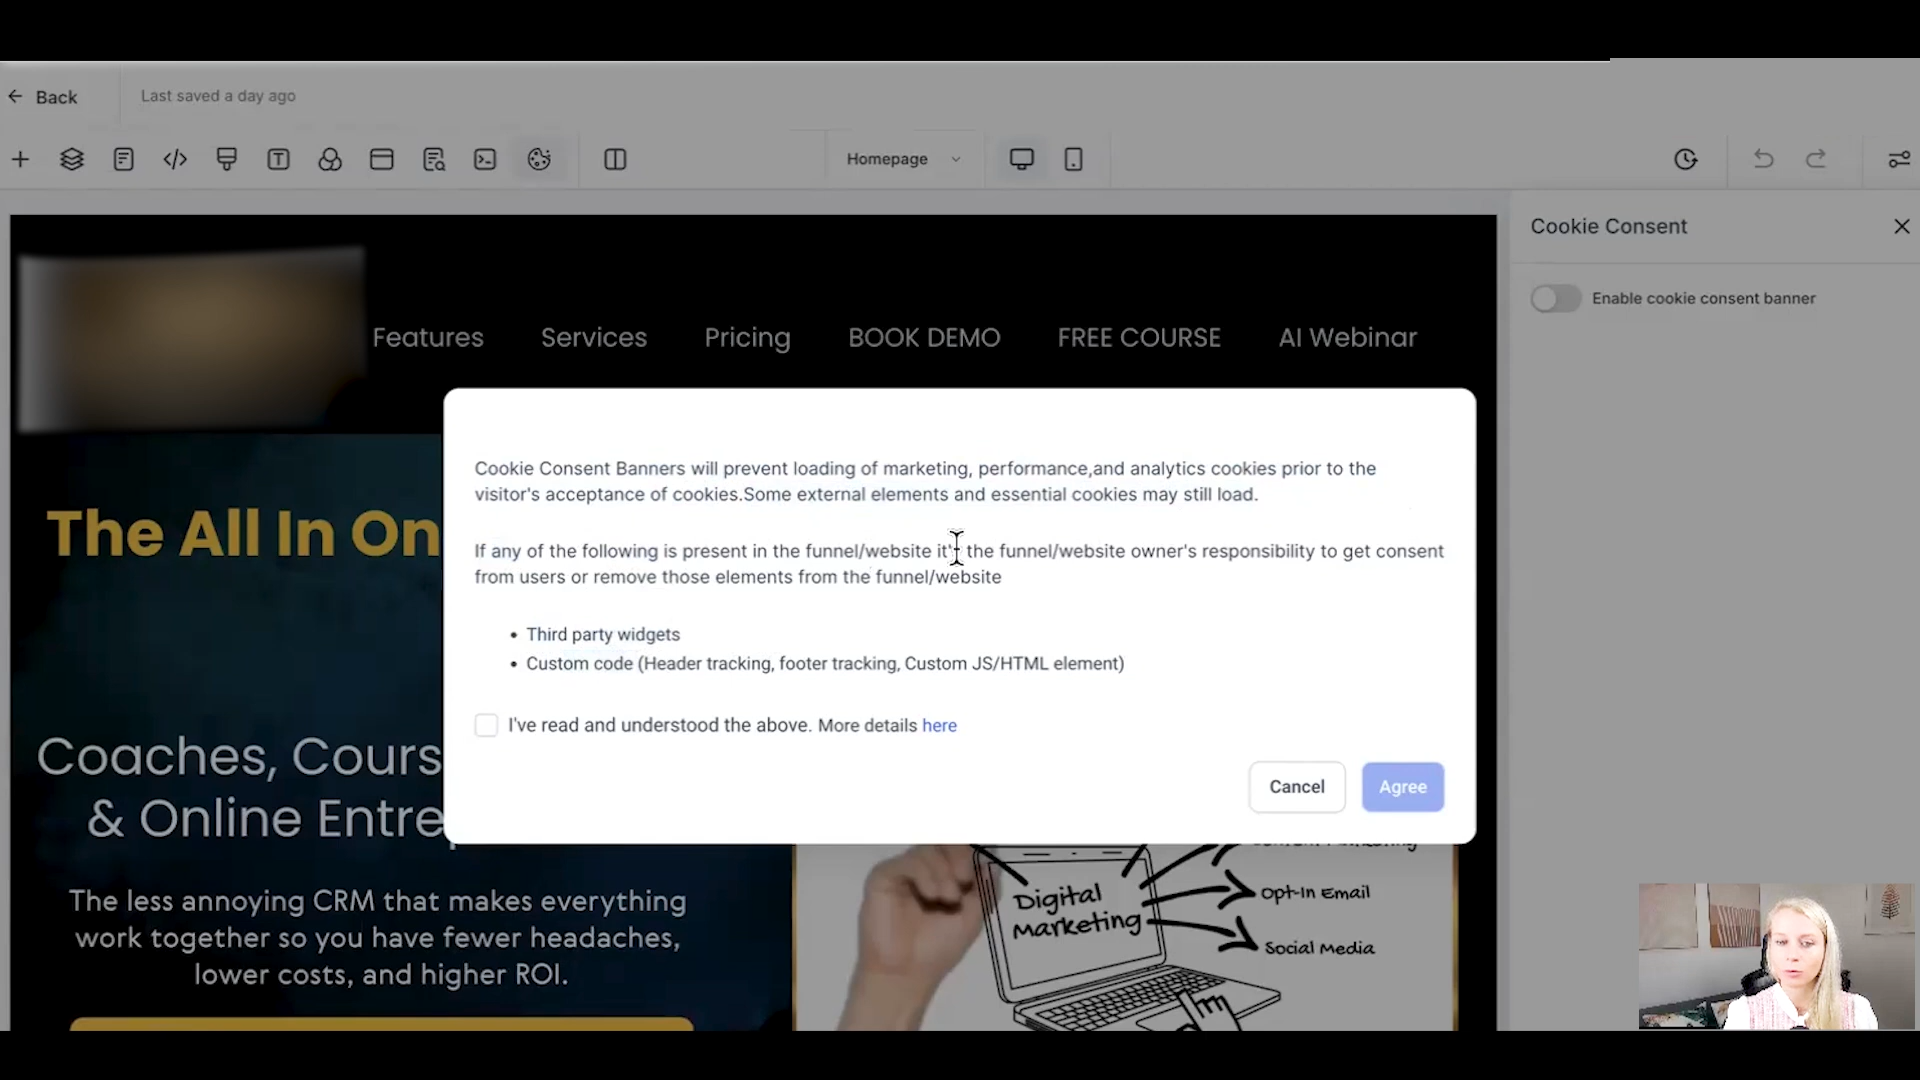 Back
Last saved a day ago
Homepage
Cookie Consent
Enable cookie consent banner
Features
Services
Pricing
BOOK DEMO
FREE COURSE
AI Webinar
Cookie Consent Banners will prevent loading of marketing, performance,and analytics cookies prior to the
visitor's acceptance of cookies.Some external elements and essential cookies may still load.
If any of the following is present in the funnel/website it's the funnel/website owner's responsibility to get consent
from users or remove those elements from the funnel/website
• Third party widgets
• Custom code (Header tracking, footer tracking, Custom JS/HTML element)
I've read and understood the above. More details here
Cancel
Agree
The All In On
Coaches, Cours
& Online Entre
The less annoying CRM that makes everything
work together so you have fewer headaches,
lower costs, and higher ROI.
Digital
Marketing
Opt-In Email
Social Media